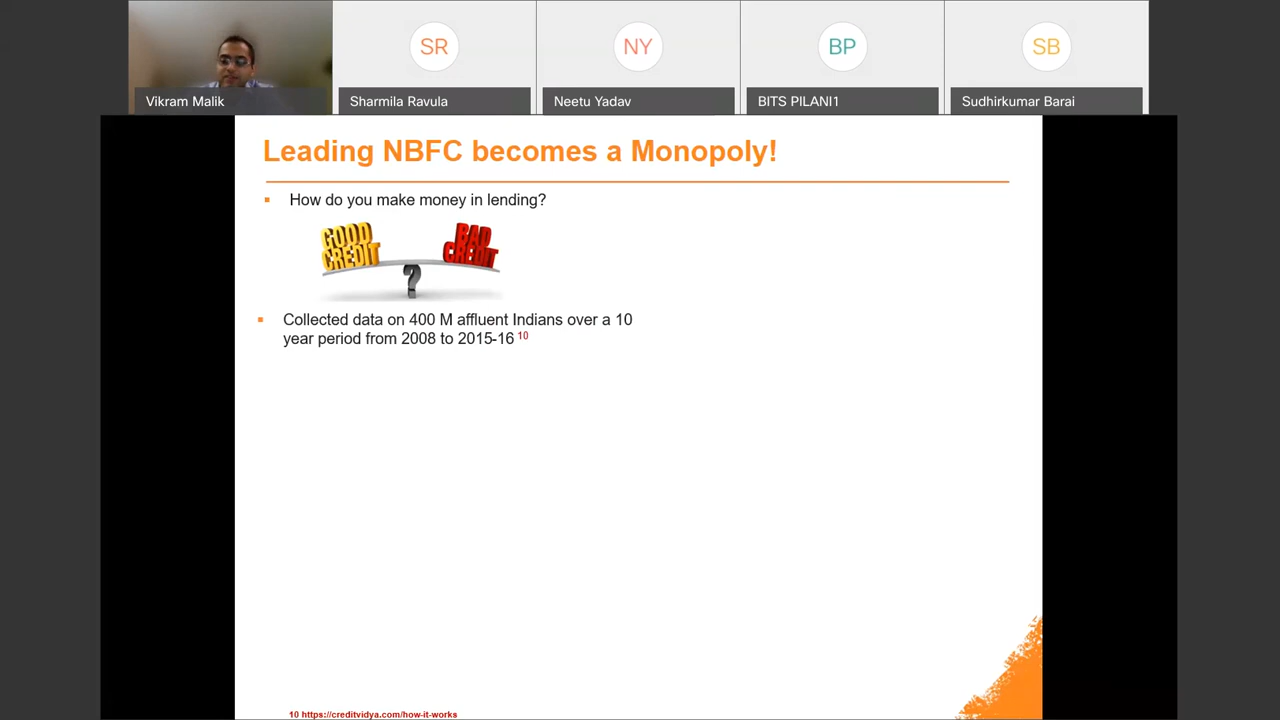 SR
NY
BP
SB
Vikram Malik
Sharmila Ravula
Neetu Yadav
BITS PILANI1
Sudhirkumar Barai
Leading NBFC becomes a Monopoly!
▪ How do you make money in lending?
GOOD CREDIT
BAD CREDIT
?
▪ Collected data on 400 M affluent Indians over a 10
year period from 2008 to 2015-16 10
10 https://creditvidya.com/how-it-works